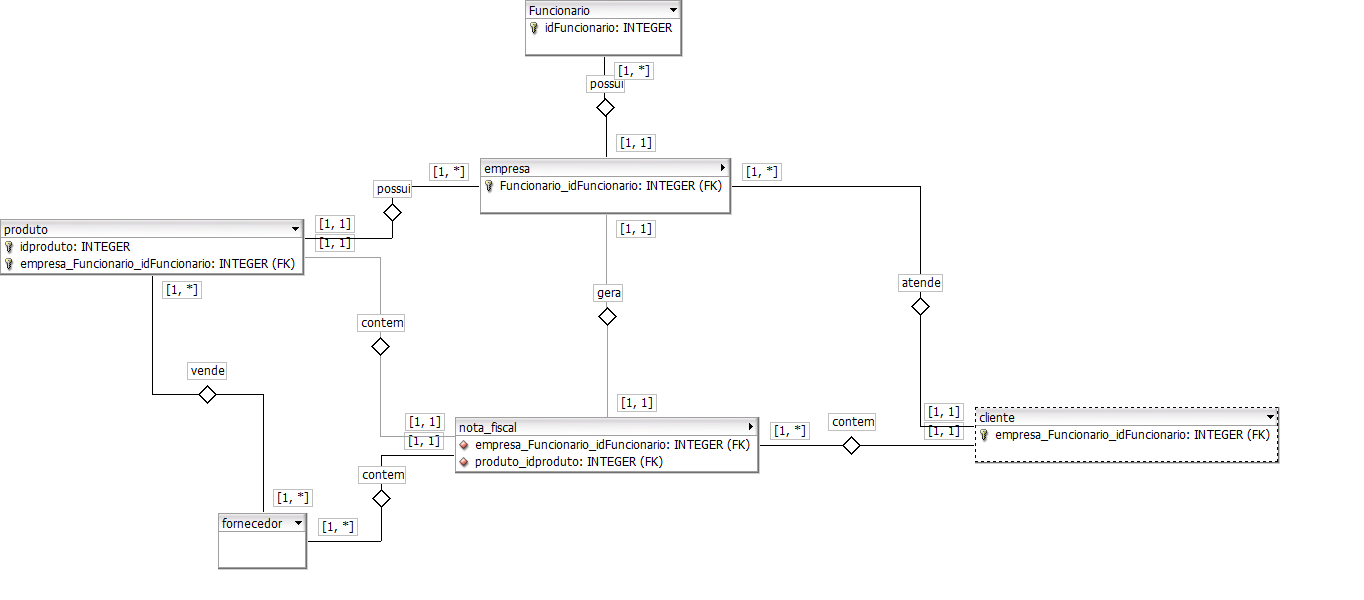 Funcionario
idFuncionario: INTEGER
[1, *]
possui
[1, 1]
empresa
Funcionario_idFuncionario: INTEGER (FK)
[1, *]
[1, *]
possui
[1, 1]
[1, 1]
produto
idproduto: INTEGER
empresa_Funcionario_idFuncionario: INTEGER (FK)
[1, *]
[1, 1]
gera
atende
contem
vende
[1, 1]
[1, 1]
[1, 1]
nota_fiscal
empresa_Funcionario_idFuncionario: INTEGER (FK)
produto_idproduto: INTEGER (FK)
[1, *]
contem
[1, 1]
[1, 1]
cliente
empresa_Funcionario_idFuncionario: INTEGER (FK)
contem
[1, *]
[1, *]
fornecedor